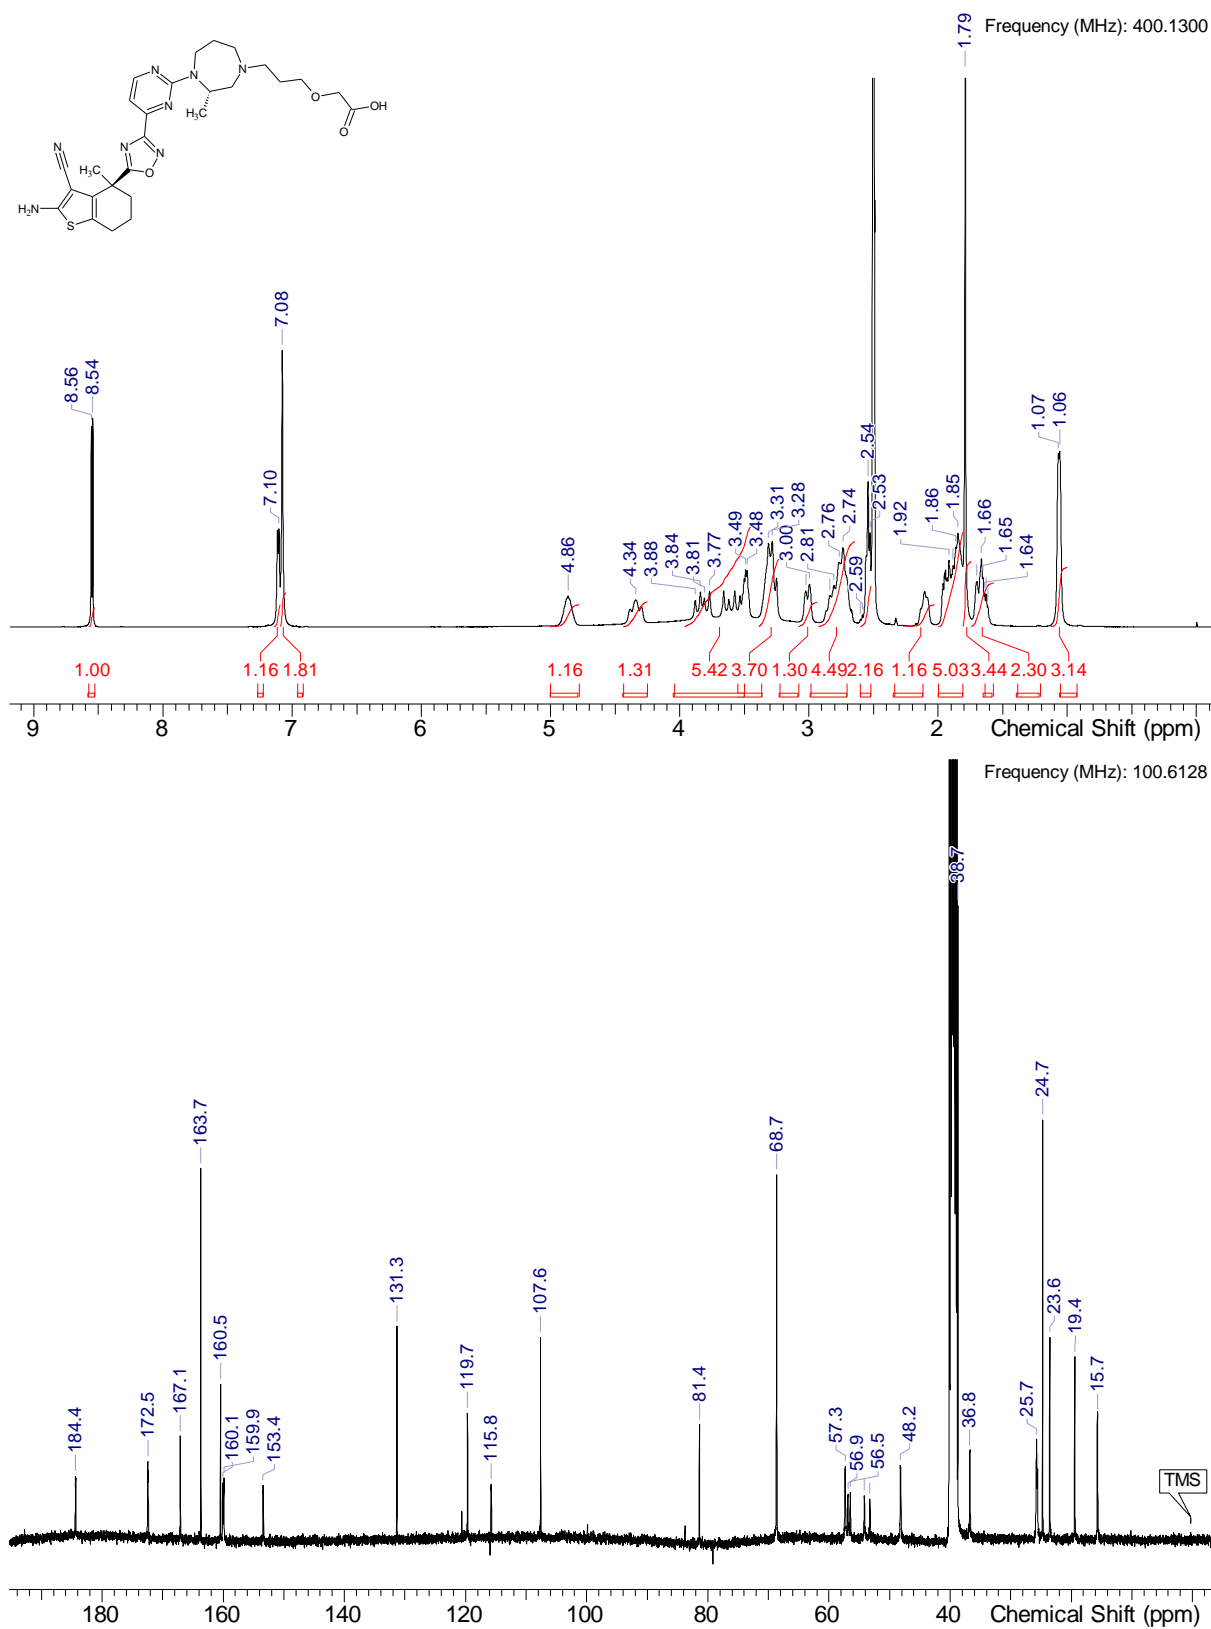 Frequency (MHz): 400.1300
N
N
N
N
H₃C
O
O
OH
N
N
N
O
H₃C
H₂N
S
8.56
8.54
7.10
7.08
4.86
4.34
3.88
3.84
3.81
3.77
3.49
3.48
3.31
3.28
3.00
2.81
2.76
2.74
2.59
2.54
2.53
1.92
1.86
1.85
1.79
1.66
1.65
1.64
1.07
1.06
1.00 1.16 1.81 1.16 1.31 5.42 3.70 1.30 4.49 2.16 1.16 5.03 3.44 2.30 3.14
9 8 7 5 4 3 2 Chemical Shift (ppm)
Frequency (MHz): 100.6128
184.4
172.5
167.1
163.7
160.5
160.1
159.9
153.4
131.3
119.7
115.8
107.6
81.4
68.7
57.3
56.9
56.5
48.2
38.7
36.8
25.7
24.7
23.6
19.4
15.7
TMS
180 160 140 120 100 80 60 40 Chemical Shift (ppm)